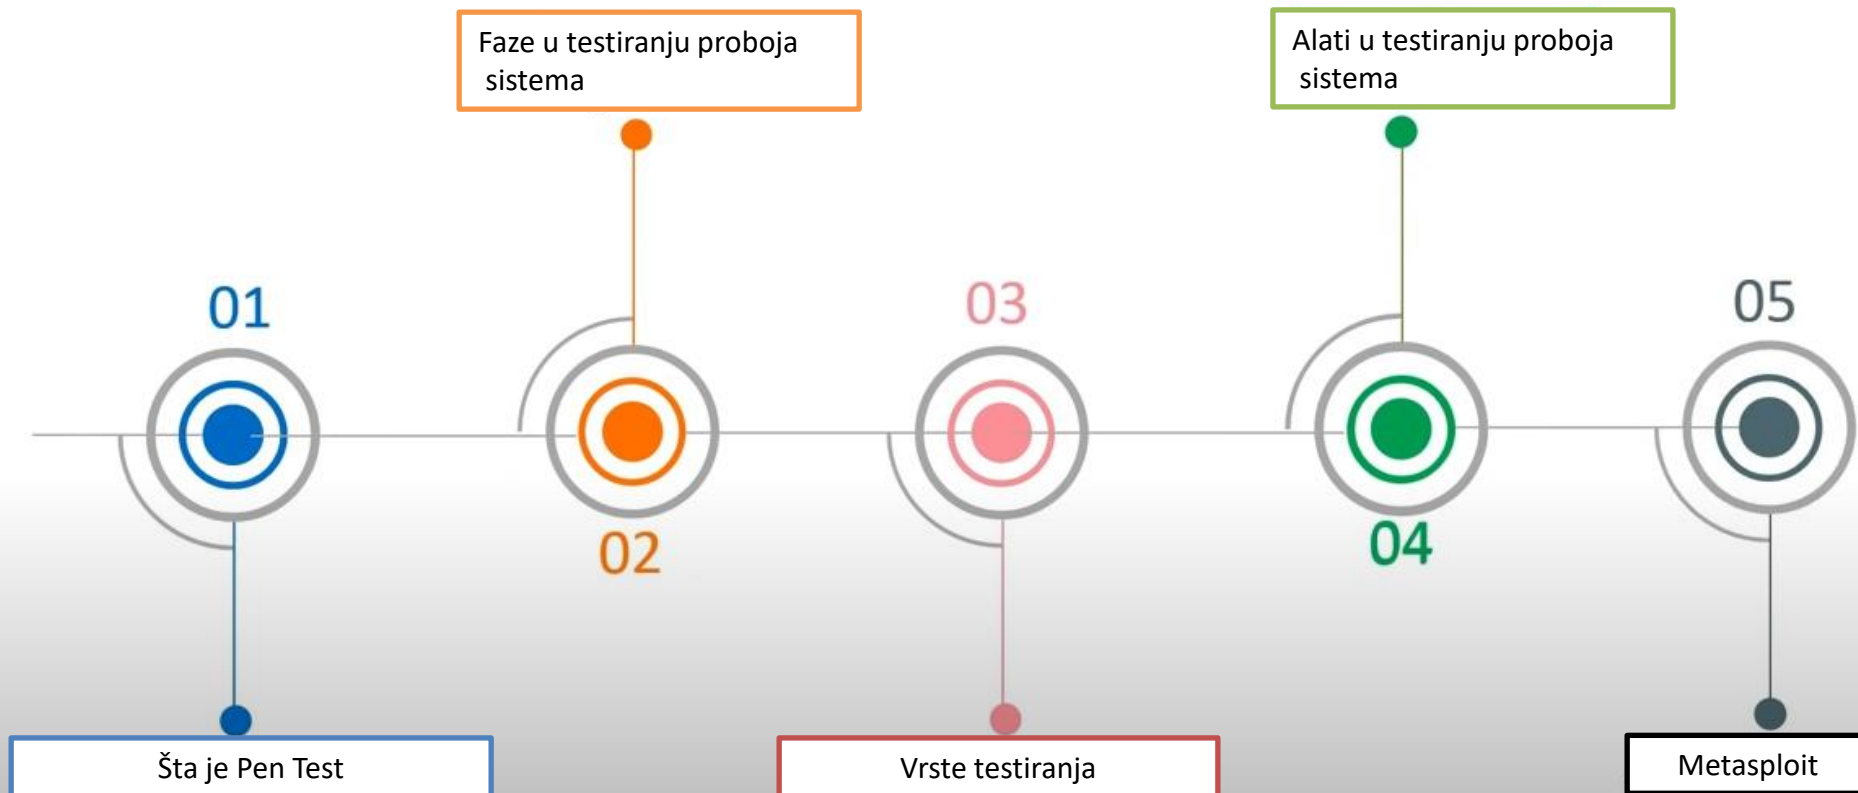 Faze u testiranju proboja
sistema
Alati u testiranju proboja
sistema
01
02
03
04
05
Šta je Pen Test
Vrste testiranja
Metasploit